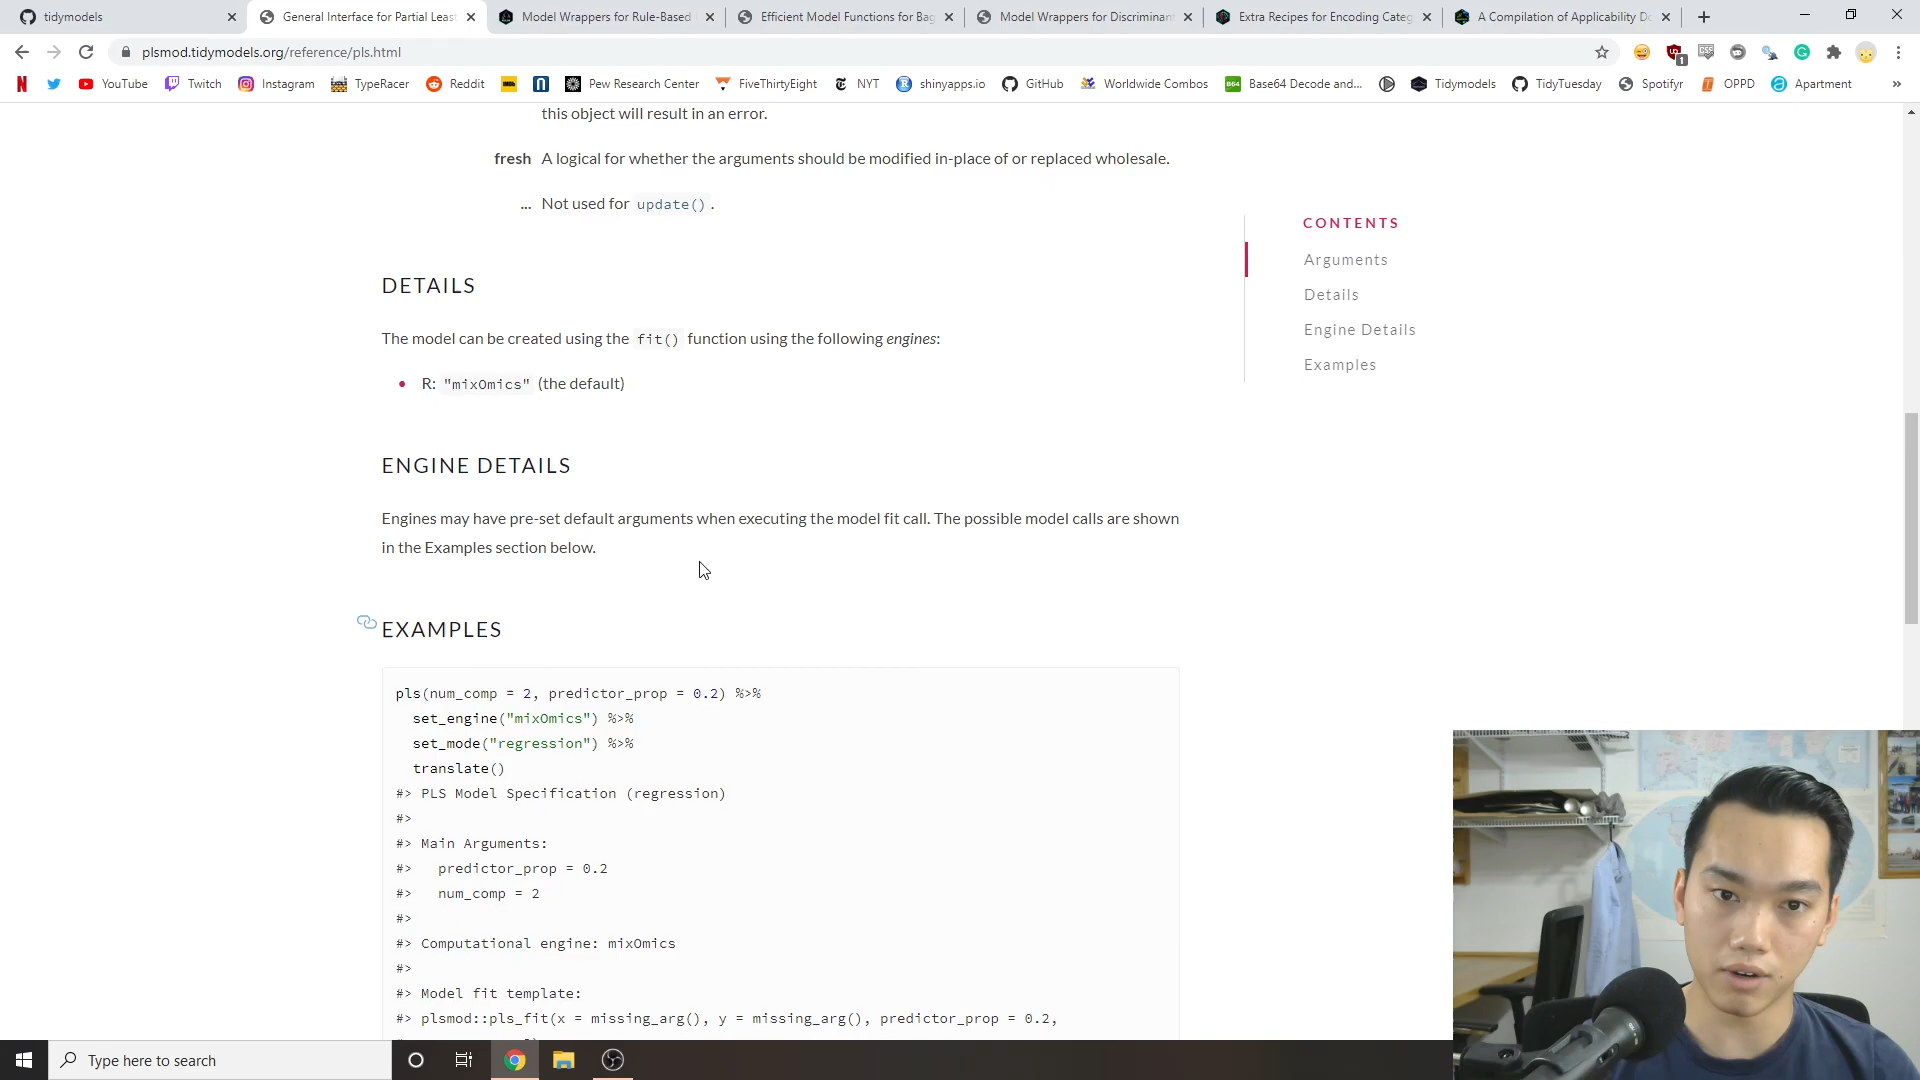 tidymodels
General Interface for Partial Least
Model Wrappers for Rule-Based
Efficient Model Functions for Bag
Model Wrappers for Discriminant
Extra Recipes for Encoding Categ
A Compilation of Applicability Do
plsmod.tidymodels.org/reference/pls.html
YouTube
Twitch
Instagram
TypeRacer
Reddit
Pew Research Center
FiveThirtyEight
NYT
shinyapps.io
GitHub
Worldwide Combos
Base64 Decode and...
Tidymodels
TidyTuesday
Spotifyr
OPPD
Apartment
»
this object will result in an error.
fresh A logical for whether the arguments should be modified in-place of or replaced wholesale.
... Not used for update() .
DETAILS
The model can be created using the fit() function using the following engines:
• R: "mixOmics" (the default)
ENGINE DETAILS
Engines may have pre-set default arguments when executing the model fit call. The possible model calls are shown
in the Examples section below.
EXAMPLES
pls(num_comp = 2, predictor_prop = 0.2) %>%
set_engine("mixOmics") %>%
set_mode("regression") %>%
translate()
#> PLS Model Specification (regression)
#>
#> Main Arguments:
#> predictor_prop = 0.2
#> num_comp = 2
#>
#> Computational engine: mixOmics
#>
#> Model fit template:
#> plsmod::pls_fit(x = missing_arg(), y = missing_arg(), predictor_prop = 0.2,
CONTENTS
Arguments
Details
Engine Details
Examples
Type here to search